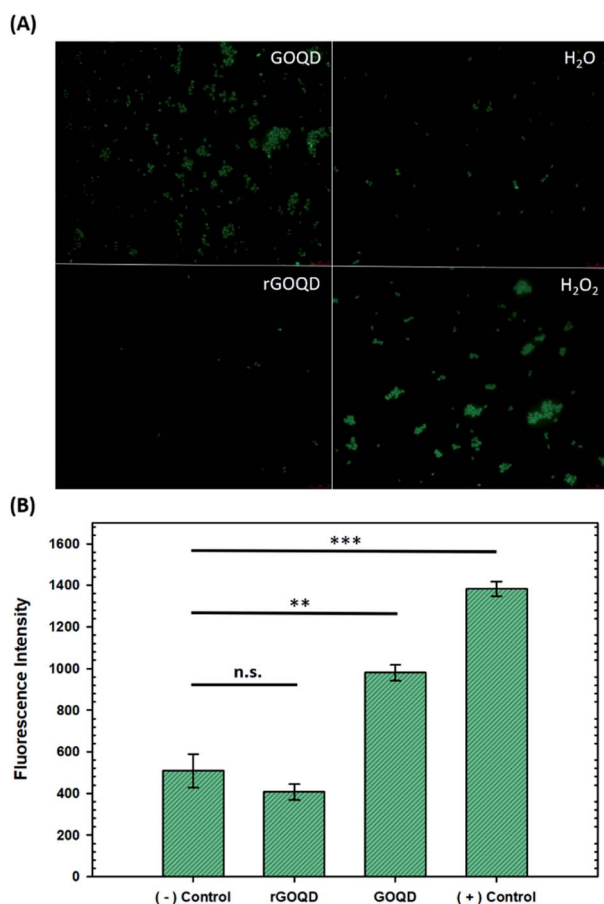 (A)
GOQD
H₂O
rGOQD
H₂O₂
(B)
Fluorescence Intensity
1600
1400
1200
1000
800
600
400
200
0
***
**
n.s.
( - ) Control
rGOQD
GOQD
( + ) Control